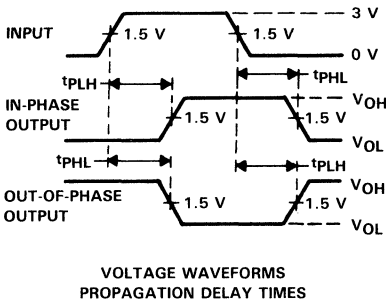 3 V
INPUT
1.5 V
1.5 V
0 V
tPLH
tPHL
IN-PHASE
OUTPUT
VOH
1.5 V
1.5 V
VOL
tPHL
tPLH
OUT-OF-PHASE
OUTPUT
VOH
1.5 V
1.5 V
VOL
VOLTAGE WAVEFORMS
PROPAGATION DELAY TIMES